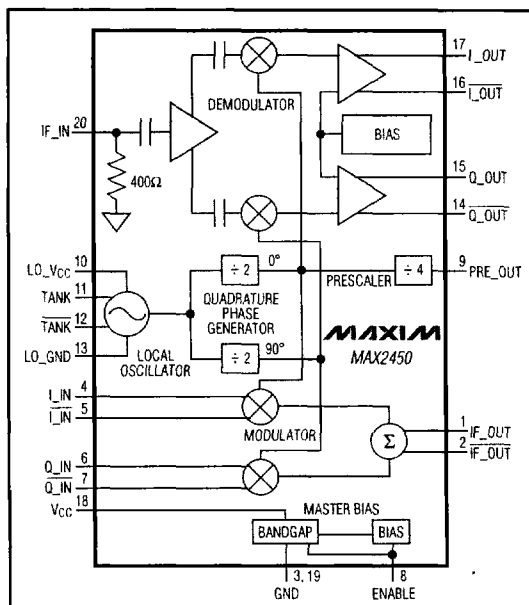 17 I_OUT
16 I_OUT
DEMODULATOR
IF_IN 20
BIAS
400Ω
15 Q_OUT
14 Q_OUT
LO_VCC 10
÷ 2 0°
PRESCALER ÷ 4 9 PRE_OUT
TANK 11
QUADRATURE
PHASE
GENERATOR
TANK 12
MAXIM
MAX2450
LO_GND 13
÷ 2 90°
LOCAL
OSCILLATOR
I_IN 4
I_IN 5
MODULATOR
1 IF_OUT
Σ
2 IF_OUT
Q_IN 6
Q_IN 7
VCC 18
MASTER BIAS
BANDGAP BIAS
3, 19 8
GND ENABLE